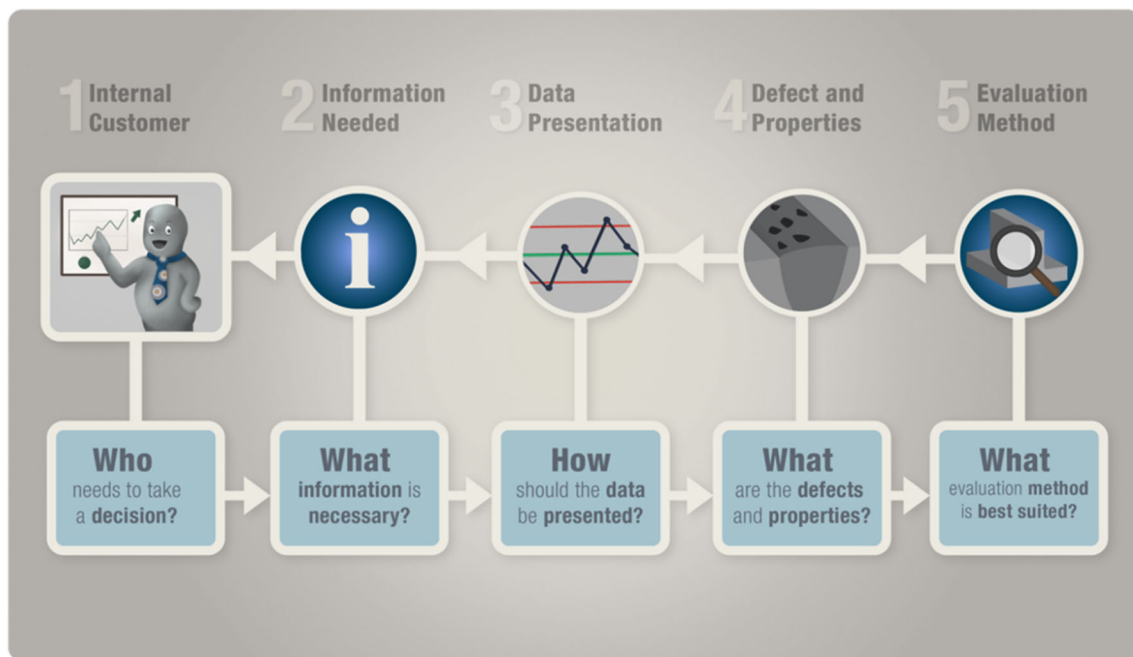 1 Internal
Customer
2 Information
Needed
3 Data
Presentation
4 Defect and
Properties
5 Evaluation
Method
i
Who
needs to take
a decision?
What
information is
necessary?
How
should the data
be presented?
What
are the defects
and properties?
What
evaluation method
is best suited?